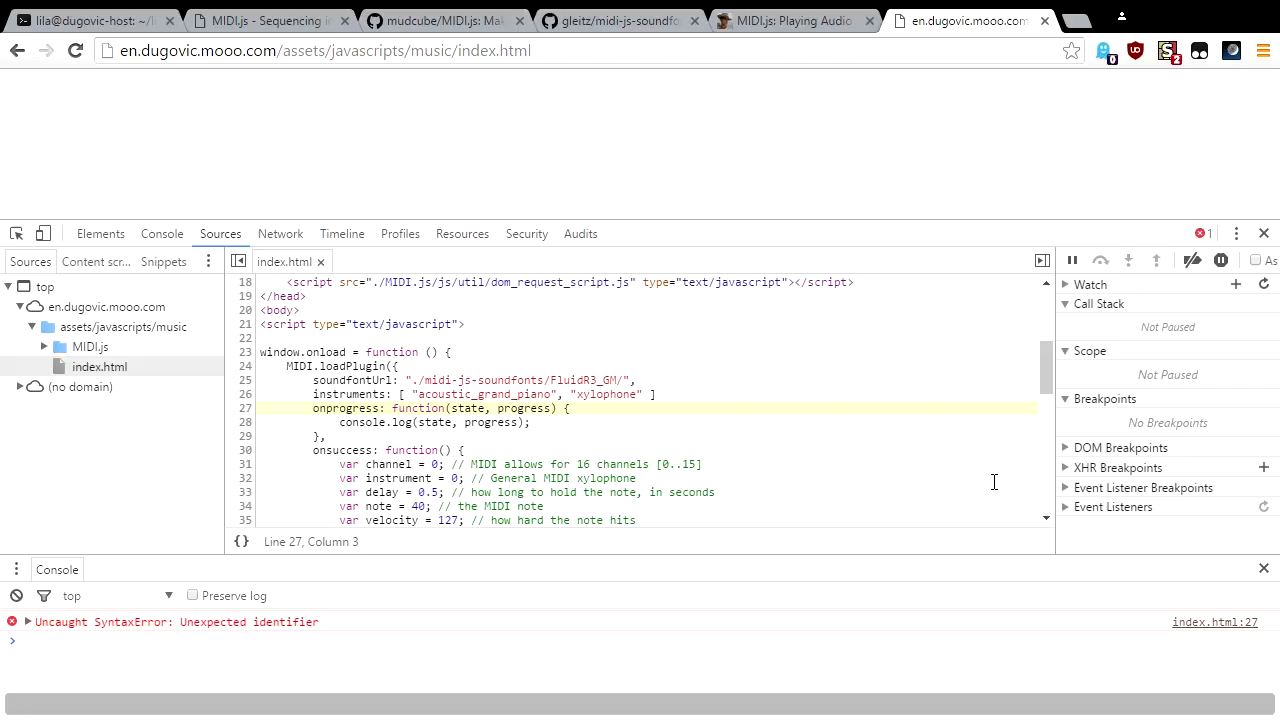 lila@dugovic-host: ~/li
MIDI.js - Sequencing in
mudcube/MIDI.js: Mak
gleitz/midi-js-soundfo
MIDI.js: Playing Audio
en.dugovic.mooo.com
en.dugovic.mooo.com/assets/javascripts/music/index.html
0
2
Elements Console Sources Network Timeline Profiles Resources Security Audits
1
Sources Content scr... Snippets
index.html
As
top
en.dugovic.mooo.com
assets/javascripts/music
MIDI.js
index.html
(no domain)
18 <script src="./MIDI.js/js/util/dom_request_script.js" type="text/javascript"></script>
19 </head>
20 <body>
21 <script type="text/javascript">
22
23 window.onload = function () {
24 MIDI.loadPlugin({
25 soundfontUrl: "./midi-js-soundfonts/FluidR3_GM/",
26 instruments: [ "acoustic_grand_piano", "xylophone" ]
27 onprogress: function(state, progress) {
28 console.log(state, progress);
29 },
30 onsuccess: function() {
31 var channel = 0; // MIDI allows for 16 channels [0..15]
32 var instrument = 0; // General MIDI xylophone
33 var delay = 0.5; // how long to hold the note, in seconds
34 var note = 40; // the MIDI note
35 var velocity = 127; // how hard the note hits
{} Line 27, Column 3
Watch
Call Stack
Not Paused
Scope
Not Paused
Breakpoints
No Breakpoints
DOM Breakpoints
XHR Breakpoints
Event Listener Breakpoints
Event Listeners
Console
top
Preserve log
Uncaught SyntaxError: Unexpected identifier
index.html:27